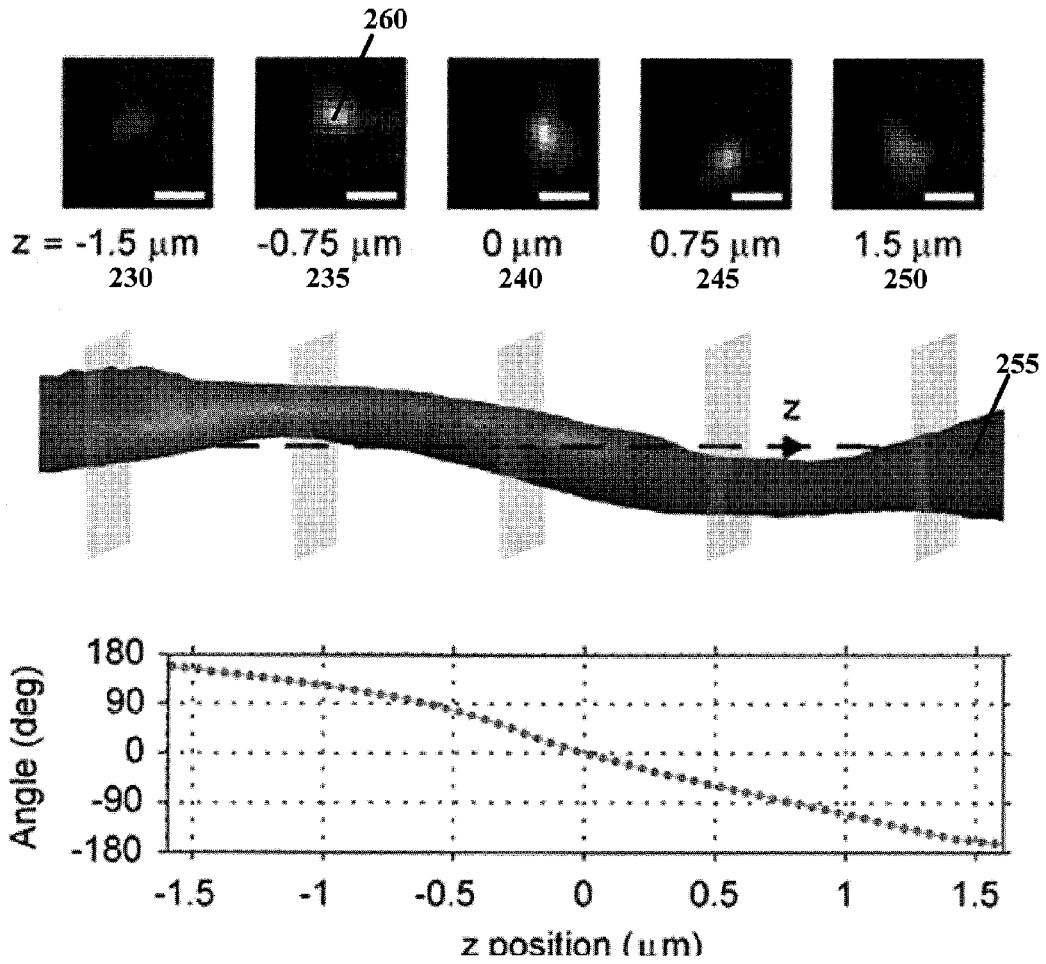 260
z = -1.5 μm -0.75 μm 0 μm 0.75 μm 1.5 μm
230 235 240 245 250
255
z
180
90
0
-90
-180
Angle (deg)
-1.5 -1 -0.5 0 0.5 1 1.5
z position (μm)